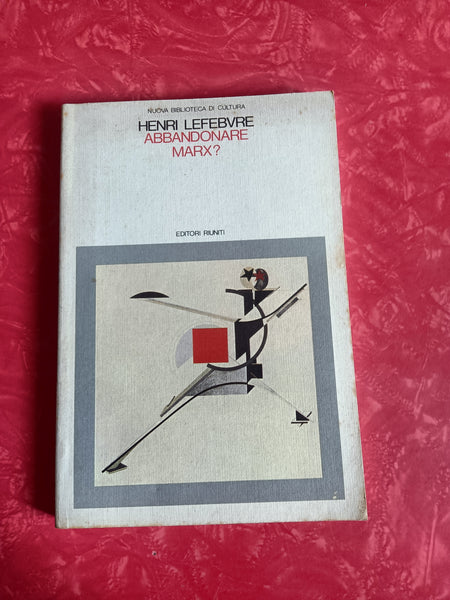 NUOVA BIBLIOTECA DI CULTURA
HENRI LEFEBVRE
ABBANDONARE
MARX?
EDITORI RIUNITI